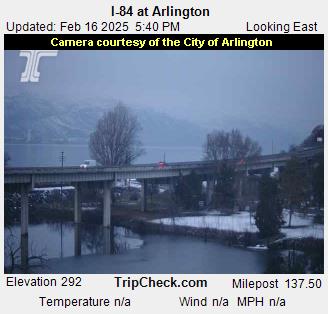 I-84 at Arlington
Updated: Feb 16 2025 5:40 PM Looking East
Camera courtesy of the City of Arlington
Elevation 292 TripCheck.com Milepost 137.50
Temperature n/a Wind n/a MPH n/a